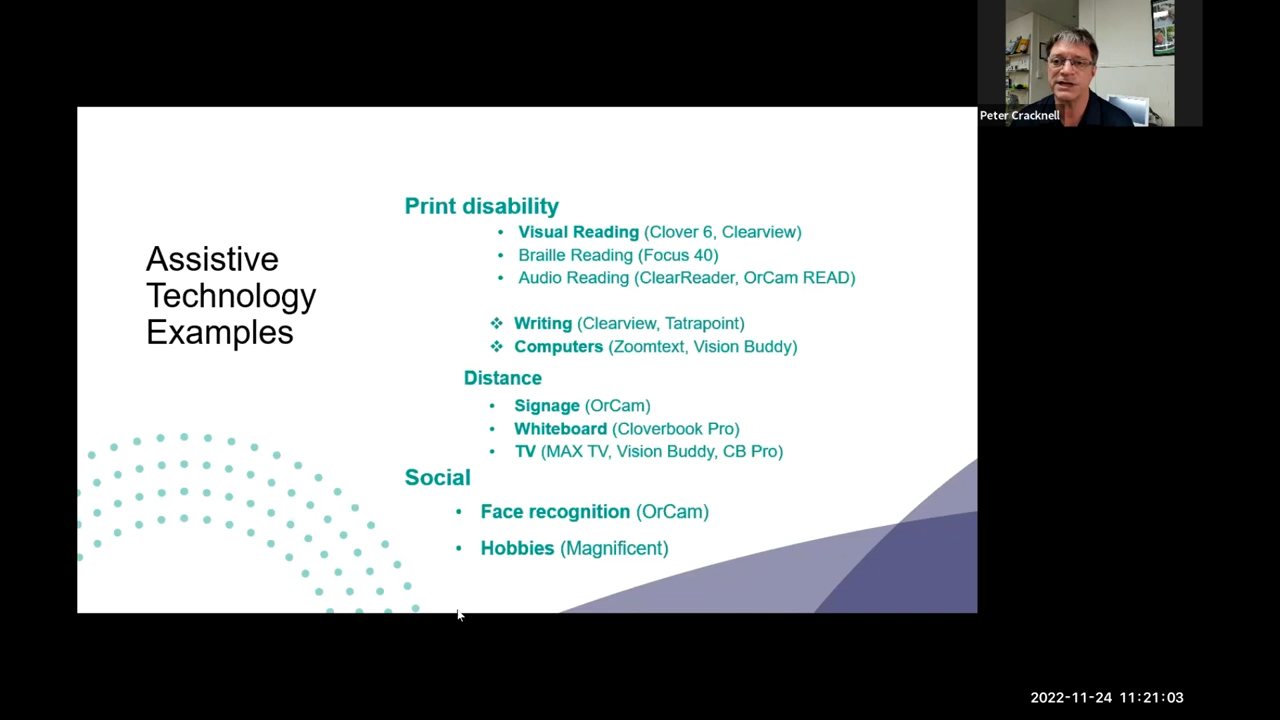 Peter Cracknell
Assistive
Technology
Examples
Print disability
• Visual Reading (Clover 6, Clearview)
• Braille Reading (Focus 40)
• Audio Reading (ClearReader, OrCam READ)
❖ Writing (Clearview, Tatrapoint)
❖ Computers (Zoomtext, Vision Buddy)
Distance
• Signage (OrCam)
• Whiteboard (Cloverbook Pro)
• TV (MAX TV, Vision Buddy, CB Pro)
Social
• Face recognition (OrCam)
• Hobbies (Magnificent)
2022-11-24 11:21:03